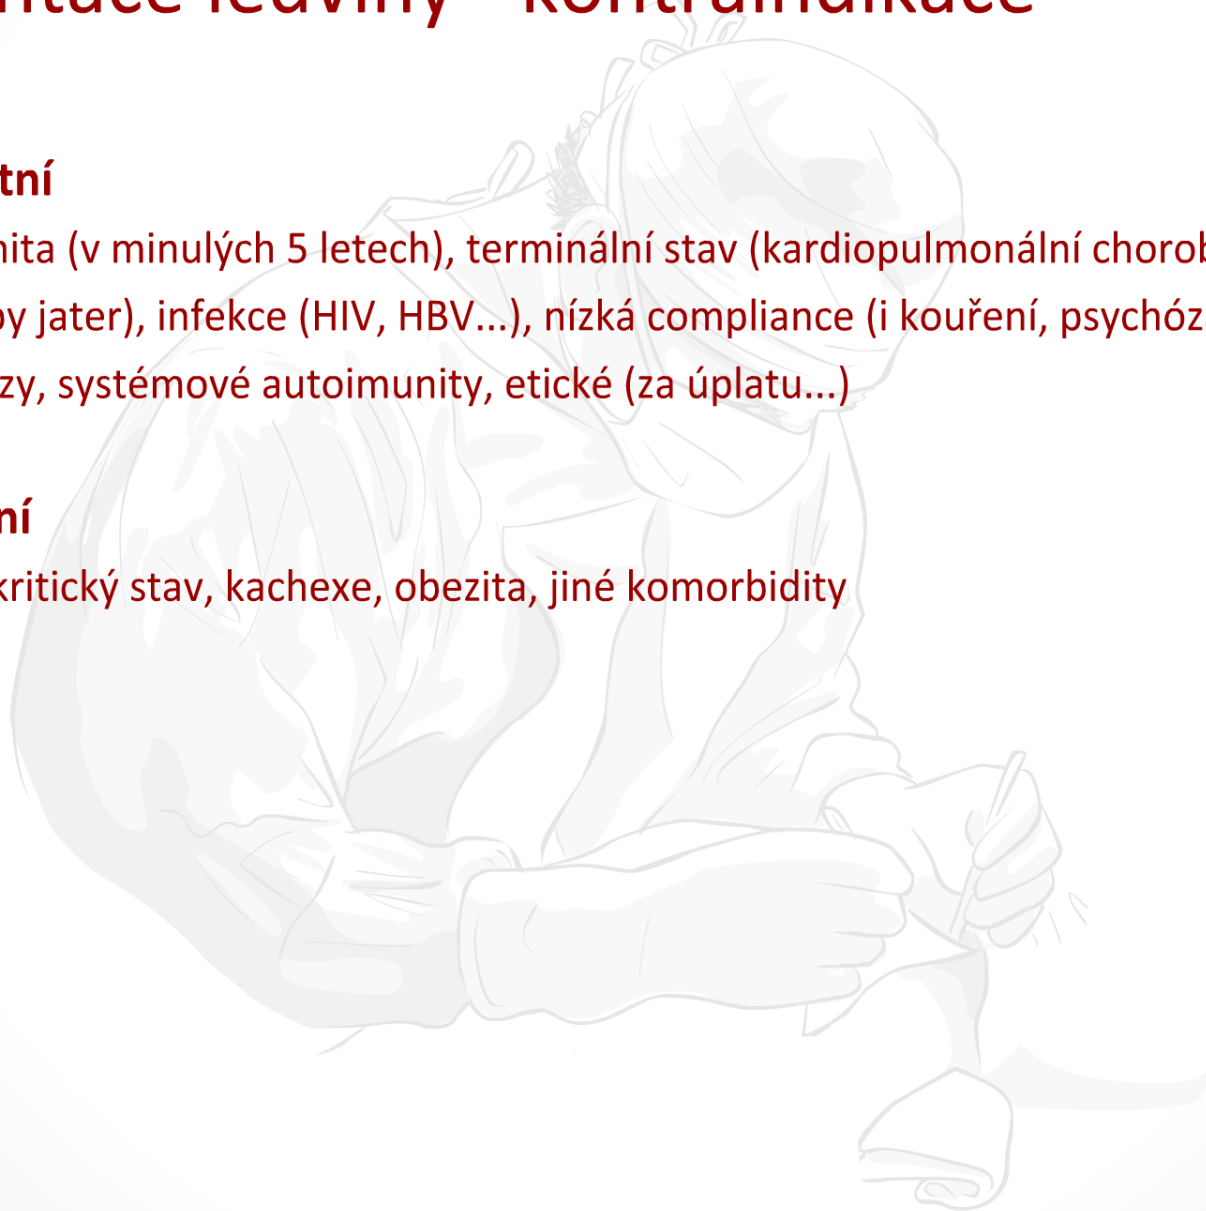 ntace ledviny - kontraindikace
tní
nita (v minulých 5 letech), terminální stav (kardiopulmonální chorob
by jater), infekce (HIV, HBV...), nízká compliance (i kouření, psychóz
zy, systémové autoimunity, etické (za úplatu...)
ní
kritický stav, kachexe, obezita, jiné komorbidity